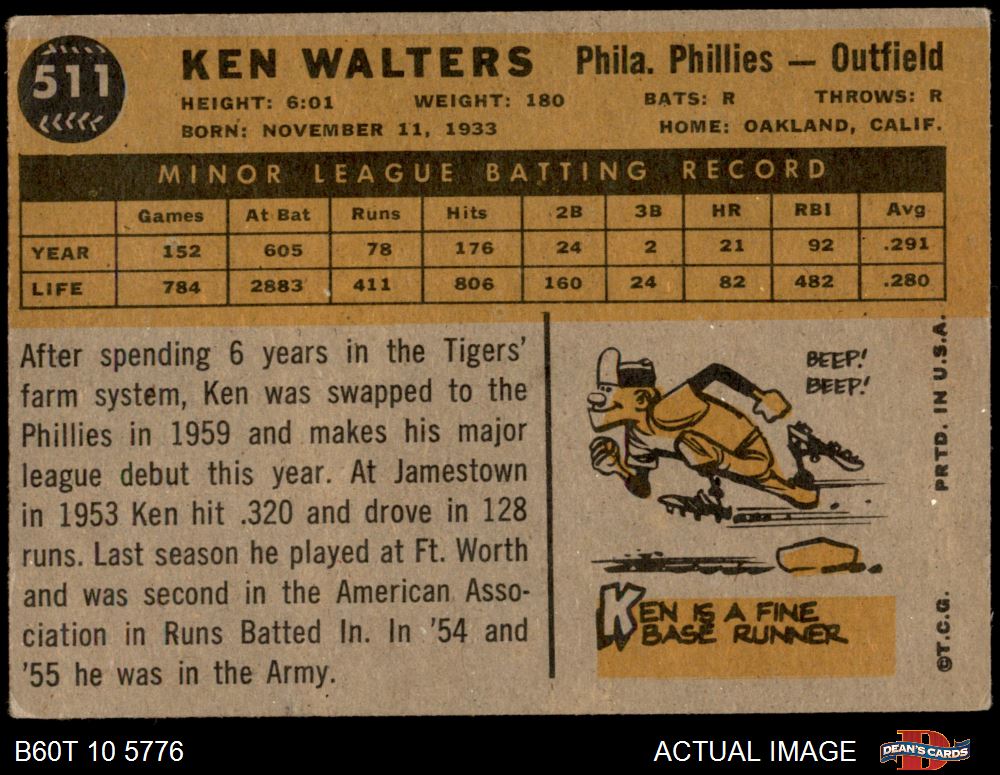 511
KEN WALTERS Phila. Phillies — Outfield
HEIGHT: 6:01 WEIGHT: 180 BATS: R THROWS: R
BORN: NOVEMBER 11, 1933 HOME: OAKLAND, CALIF.
MINOR LEAGUE BATTING RECORD
Games At Bat Runs Hits 2B 3B HR RBI Avg
YEAR 152 605 78 176 24 2 21 92 .291
LIFE 784 2883 411 806 160 24 82 482 .280
After spending 6 years in the Tigers'
farm system, Ken was swapped to the
Phillies in 1959 and makes his major
league debut this year. At Jamestown
in 1953 Ken hit .320 and drove in 128
runs. Last season he played at Ft. Worth
and was second in the American Asso-
ciation in Runs Batted In. In '54 and
'55 he was in the Army.
BEEP!
BEEP!
KEN IS A FINE
BASE RUNNER
©T.C.G. PRTD. IN U.S.A.
B60T 10 5776 ACTUAL IMAGE
DEAN'S CARDS